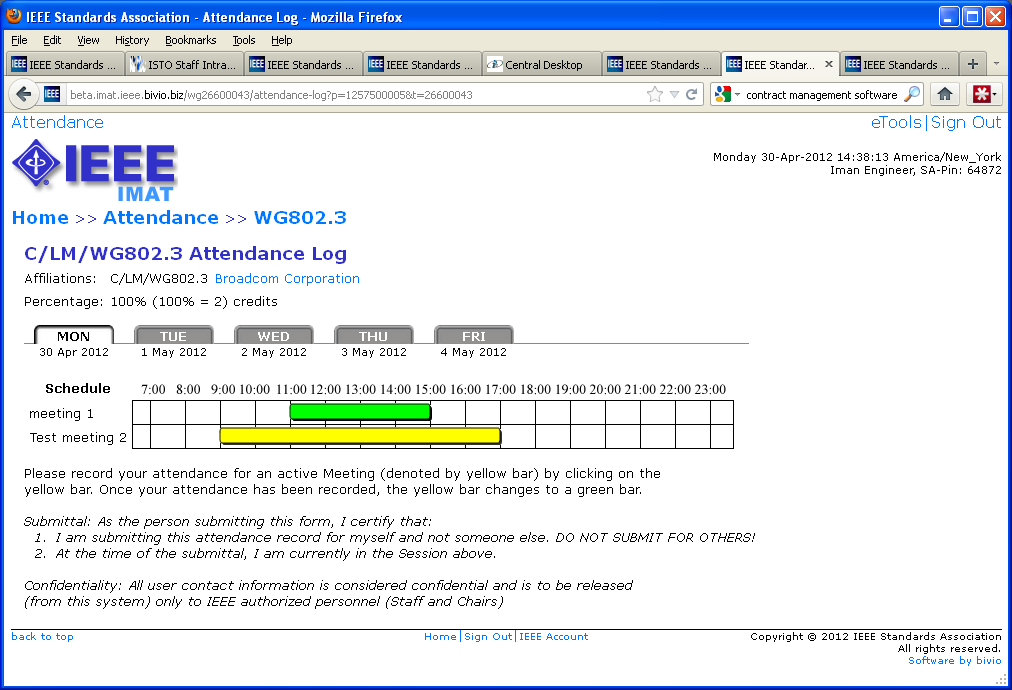 IEEE Standards Association - Attendance Log - Mozilla Firefox
File Edit View History Bookmarks Tools Help
IEEE Standards ... ISTO Staff Intra... IEEE Standards ... IEEE Standards ... Central Desktop IEEE Standards ... IEEE Standar... IEEE Standards ...
beta.imat.ieee.bivio.biz/wg26600043/attendance-log?p=1257500005&t=26600043 contract management software
Attendance eTools|Sign Out
IEEE
IMAT
Monday 30-Apr-2012 14:38:13 America/New_York
Iman Engineer, SA-Pin: 64872
Home >> Attendance >> WG802.3
C/LM/WG802.3 Attendance Log
Affiliations: C/LM/WG802.3 Broadcom Corporation
Percentage: 100% (100% = 2) credits
MON TUE WED THU FRI
30 Apr 2012 1 May 2012 2 May 2012 3 May 2012 4 May 2012
Schedule 7:00 8:00 9:00 10:00 11:00 12:00 13:00 14:00 15:00 16:00 17:00 18:00 19:00 20:00 21:00 22:00 23:00
meeting 1
Test meeting 2
Please record your attendance for an active Meeting (denoted by yellow bar) by clicking on the
yellow bar. Once your attendance has been recorded, the yellow bar changes to a green bar.
Submittal: As the person submitting this form, I certify that:
1. I am submitting this attendance record for myself and not someone else. DO NOT SUBMIT FOR OTHERS!
2. At the time of the submittal, I am currently in the Session above.
Confidentiality: All user contact information is considered confidential and is to be released
(from this system) only to IEEE authorized personnel (Staff and Chairs)
back to top Home|Sign Out|IEEE Account Copyright © 2012 IEEE Standards Association
All rights reserved.
Software by bivio